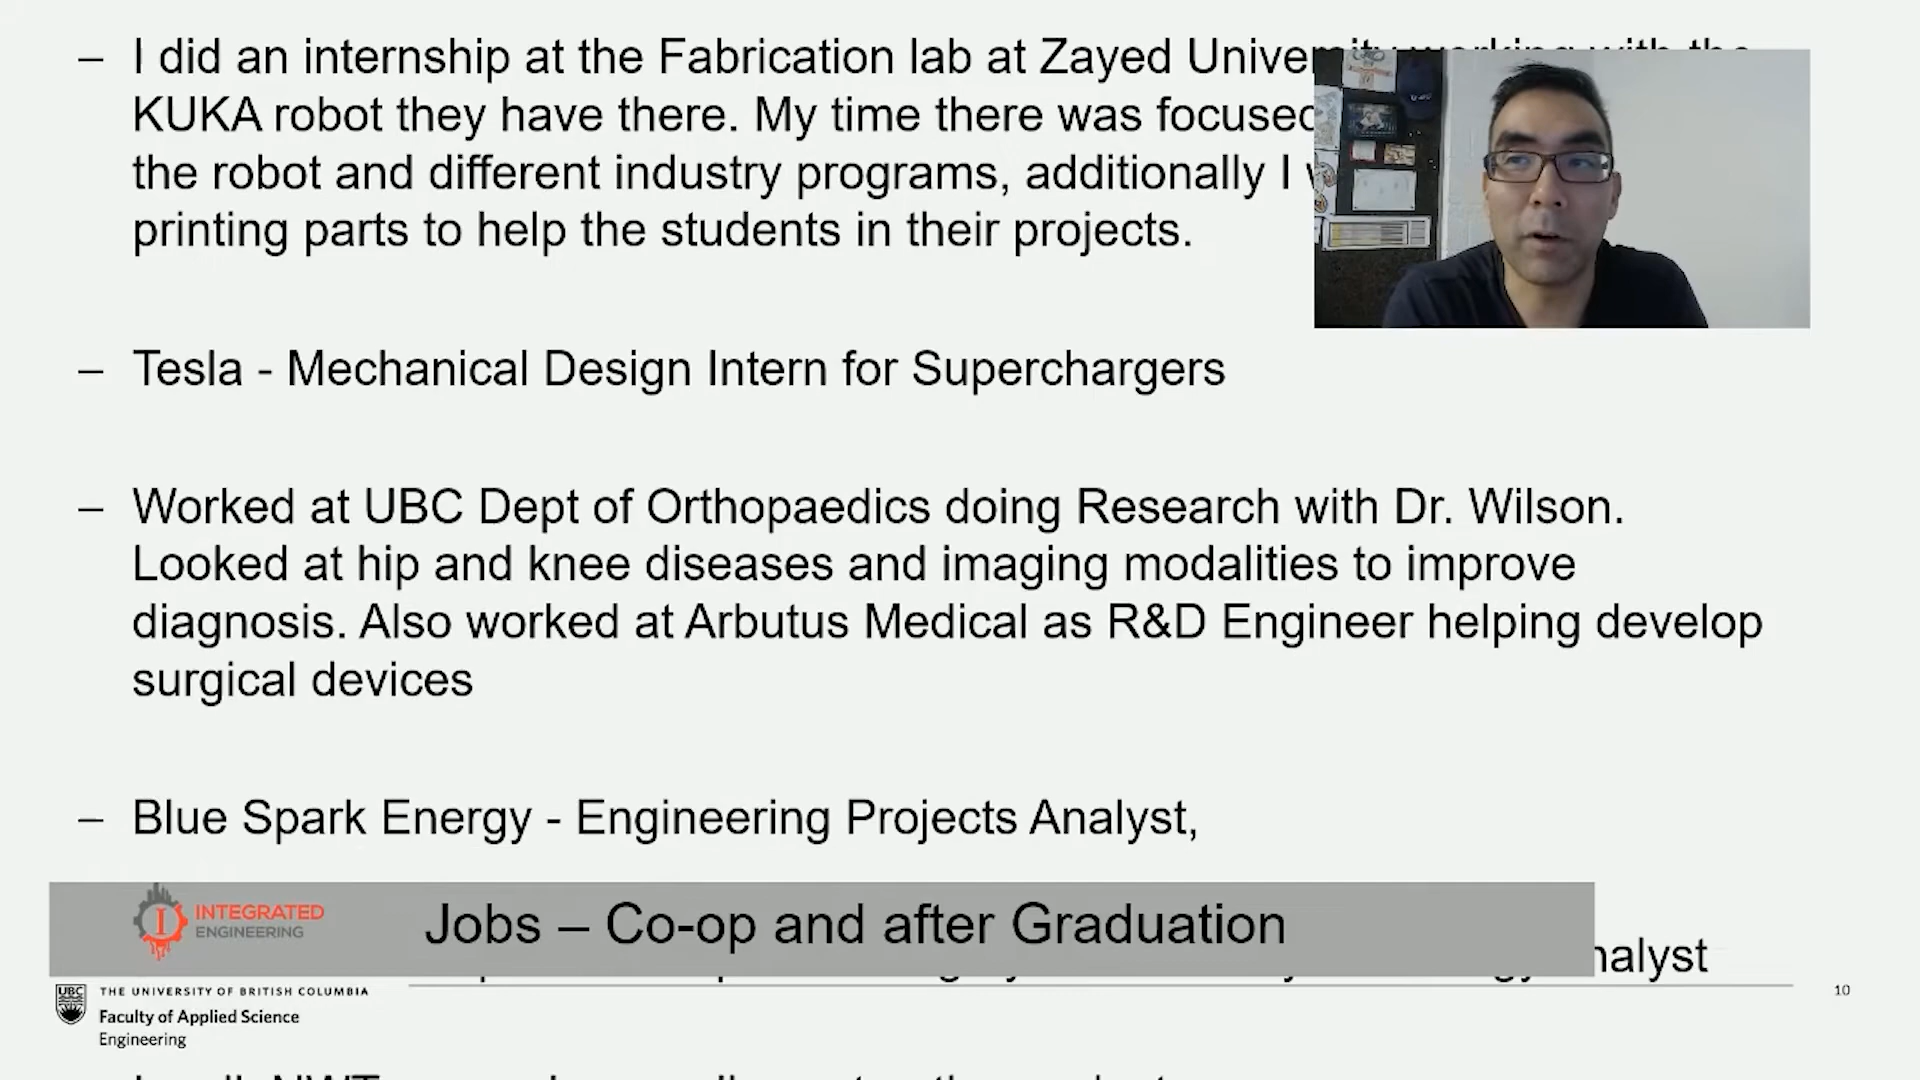 – I did an internship at the Fabrication lab at Zayed University working with the
KUKA robot they have there. My time there was focused
the robot and different industry programs, additionally I
printing parts to help the students in their projects.
– Tesla - Mechanical Design Intern for Superchargers
– Worked at UBC Dept of Orthopaedics doing Research with Dr. Wilson.
Looked at hip and knee diseases and imaging modalities to improve
diagnosis. Also worked at Arbutus Medical as R&D Engineer helping develop
surgical devices
– Blue Spark Energy - Engineering Projects Analyst,
I
INTEGRATED
ENGINEERING
Jobs – Co-op and after Graduation
UBC
THE UNIVERSITY OF BRITISH COLUMBIA
Faculty of Applied Science
Engineering
10